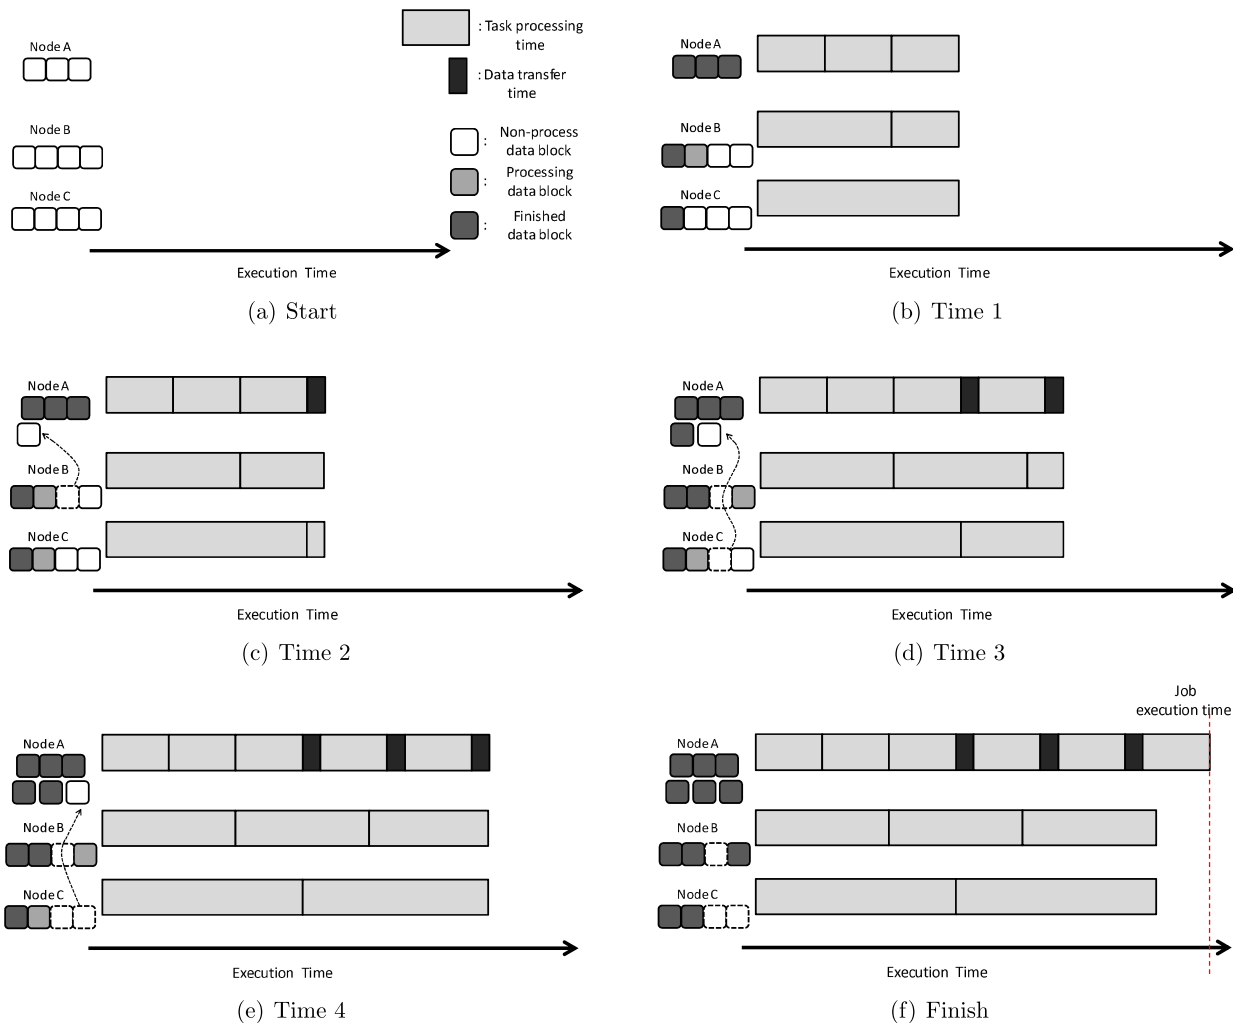 Node A
Node B
Node C
: Task processing
time
: Data transfer
time
: Non-process
data block
: Processing
data block
: Finished
data block
Execution Time
(a) Start
Node A
Node B
Node C
Execution Time
(b) Time 1
Node A
Node B
Node C
Execution Time
(c) Time 2
Node A
Node B
Node C
Execution Time
(d) Time 3
Node A
Node B
Node C
Execution Time
(e) Time 4
Job
execution time
Node A
Node B
Node C
Execution Time
(f) Finish